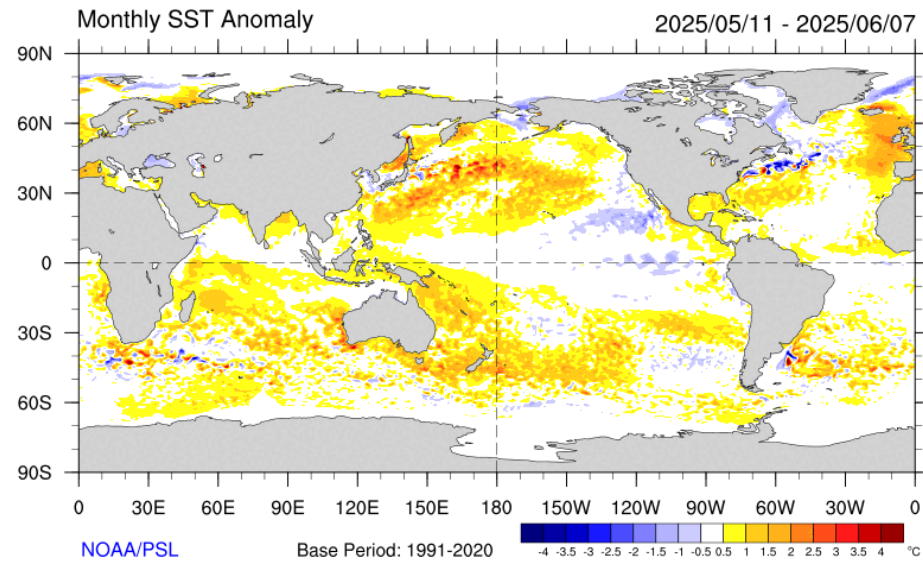 Monthly SST Anomaly 2025/05/11 - 2025/06/07
90N
60N
30N
0
30S
60S
90S
0 30E 60E 90E 120E 150E 180 150W 120W 90W 60W 30W 0
NOAA/PSL Base Period: 1991-2020
-4 -3.5 -3 -2.5 -2 -1.5 -1 -0.5 0.5 1 1.5 2 2.5 3 3.5 4 °C